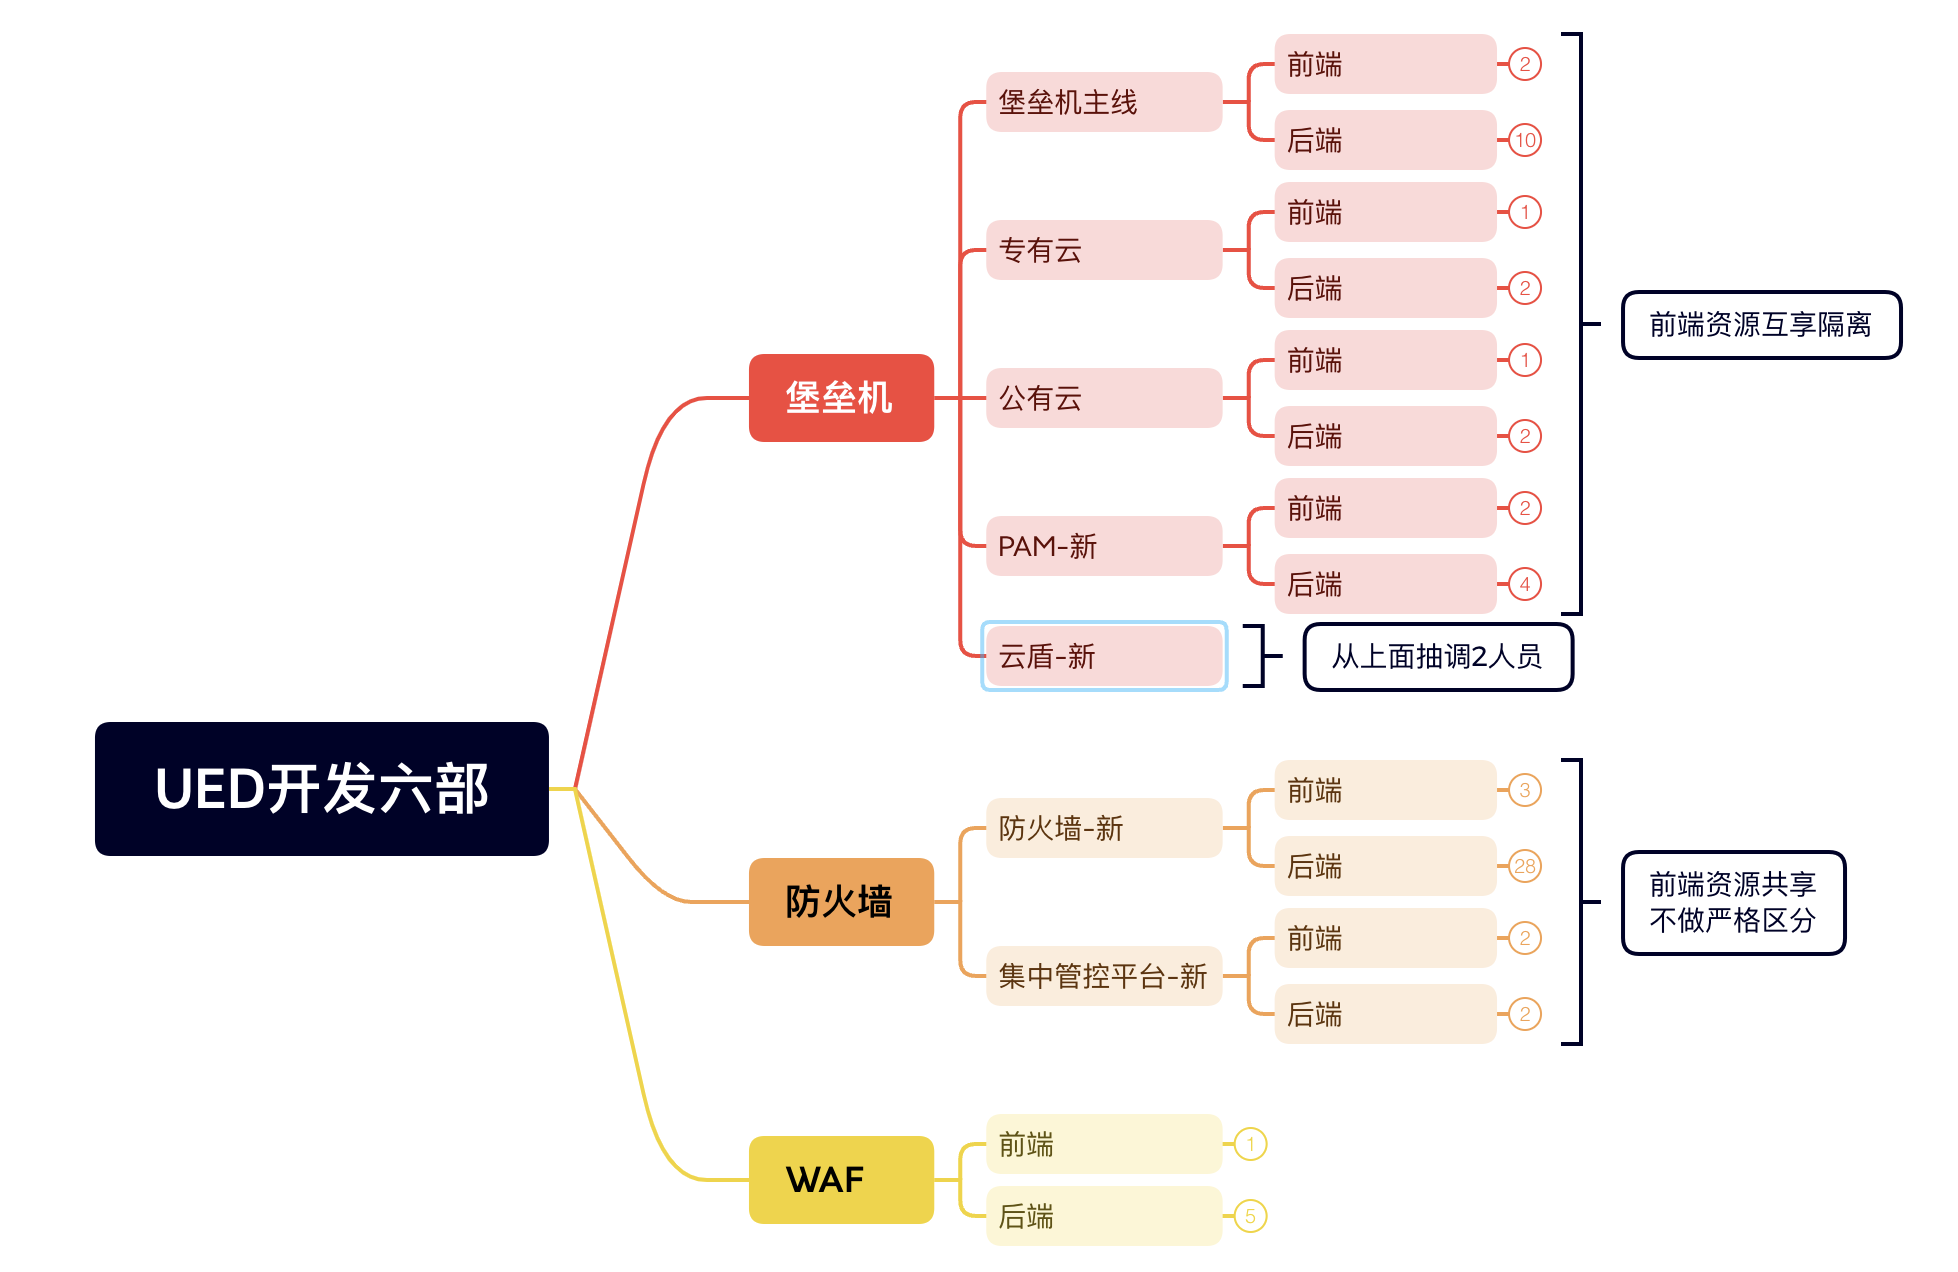 UED开发六部
堡垒机
堡垒机主线
前端
2
后端
10
专有云
前端
1
后端
2
公有云
前端
1
后端
2
PAM-新
前端
2
后端
4
前端资源互享隔离
云盾-新
从上面抽调2人员
防火墙
防火墙-新
前端
3
后端
28
集中管控平台-新
前端
2
后端
2
前端资源共享
不做严格区分
WAF
前端
1
后端
5